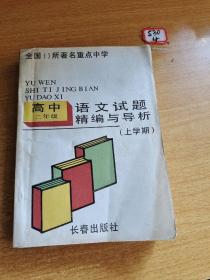 全国十所著名重点中学
YU WEN
SHI TI JING BIAN
YU DAO XI
高中
二年级
语文试题
精编与导析
(上学期)
长春出版社